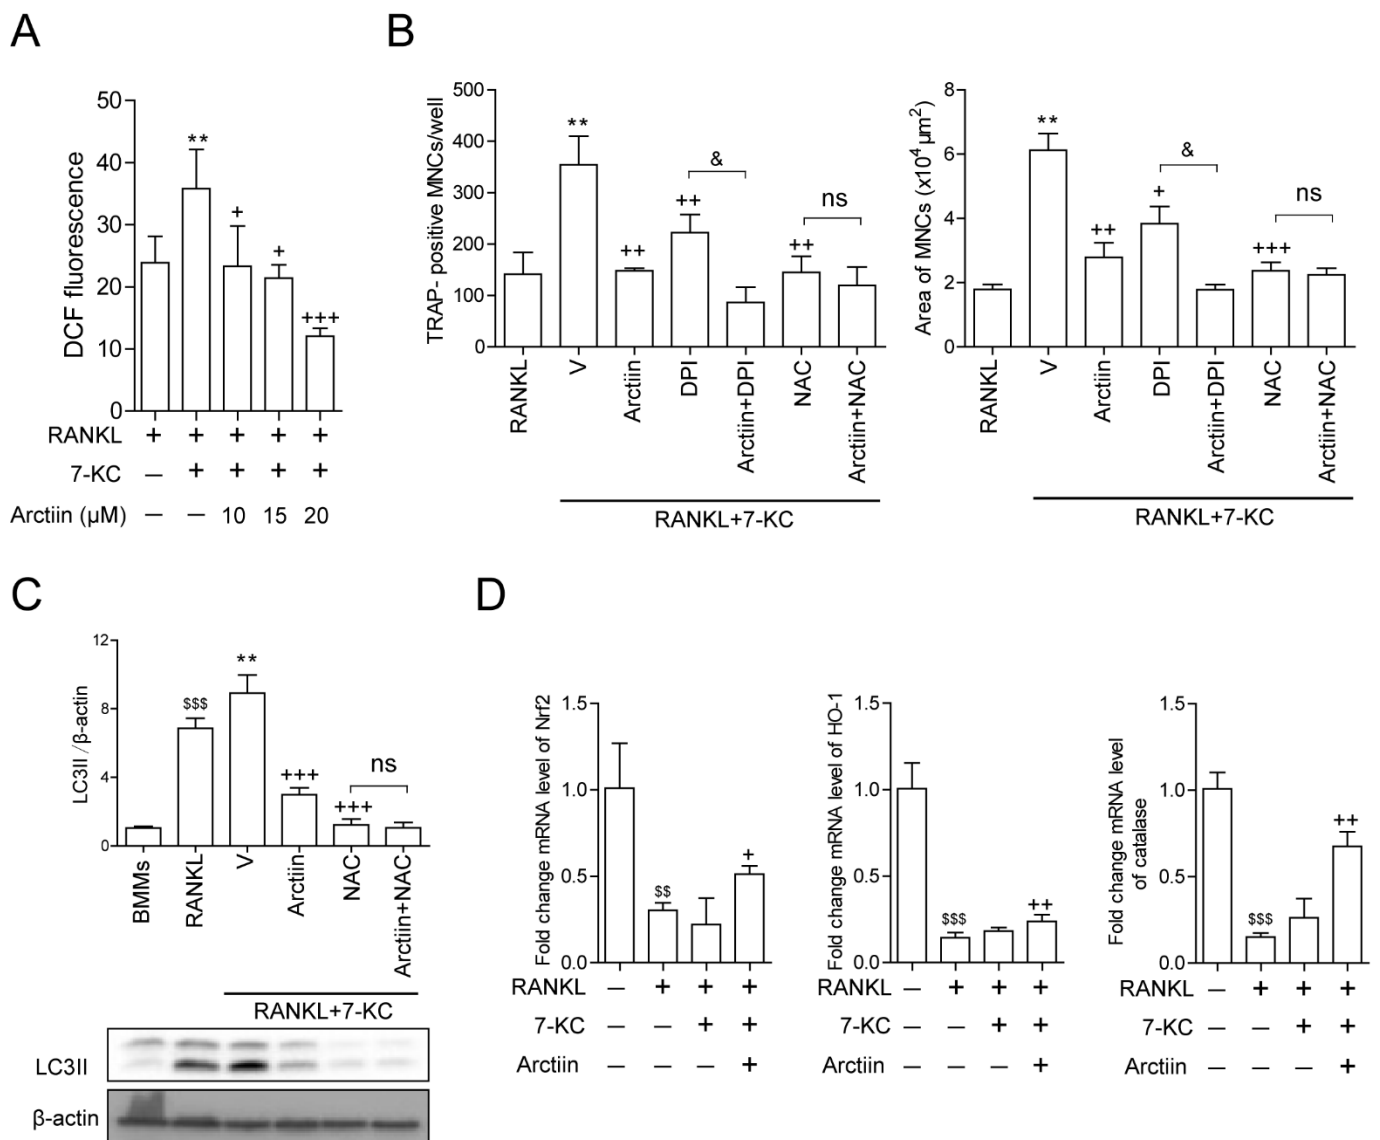 A
DCF fluorescence
50
40
30
20
10
0
**
+
+
+++
RANKL + + + + +
7-KC — + + + +
Arctiin (µM) — — 10 15 20
B
TRAP- positive MNCs/well
500
400
300
200
100
0
**
++
++
&
++
ns
RANKL
V
Arctiin
DPI
Arctiin+DPI
NAC
Arctiin+NAC
RANKL+7-KC
Area of MNCs (x10⁴ µm²)
8
6
4
2
0
**
++
+
&
+++
ns
RANKL
V
Arctiin
DPI
Arctiin+DPI
NAC
Arctiin+NAC
RANKL+7-KC
C
LC3II /β-actin
12
8
4
0
$$$
**
+++
+++
ns
BMMs
RANKL
V
Arctiin
NAC
Arctiin+NAC
RANKL+7-KC
LC3II
β-actin
D
Fold change mRNA level of Nrf2
1.5
1.0
0.5
0.0
$$
+
RANKL — + + +
7-KC — — + +
Arctiin — — — +
Fold change mRNA level of HO-1
1.5
1.0
0.5
0.0
$$$
++
RANKL — + + +
7-KC — — + +
Arctiin — — — +
Fold change mRNA level
of catalase
1.5
1.0
0.5
0.0
$$$
++
RANKL — + + +
7-KC — — + +
Arctiin — — — +